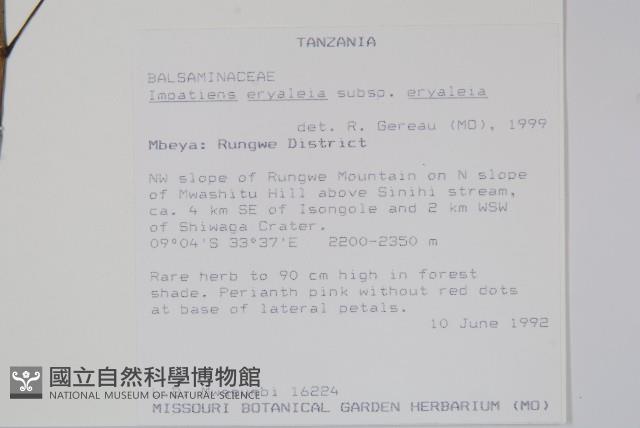 TANZANIA
BALSAMINACEAE
Impatiens eryaleia subsp. eryaleia
det. R. Gereau (MO), 1999
Mbeya: Rungwe District
NW slope of Rungwe Mountain on N slope
of Mwashitu Hill above Sinihi stream,
ca. 4 km SE of Isongole and 2 km WSW
of Shiwaga Crater.
09°04'S 33°37'E 2200-2350 m
Rare herb to 90 cm high in forest
shade. Perianth pink without red dots
at base of lateral petals.
10 June 1992
國立自然科學博物館
NATIONAL MUSEUM OF NATURAL SCIENCE
16224
MISSOURI BOTANICAL GARDEN HERBARIUM (MO)